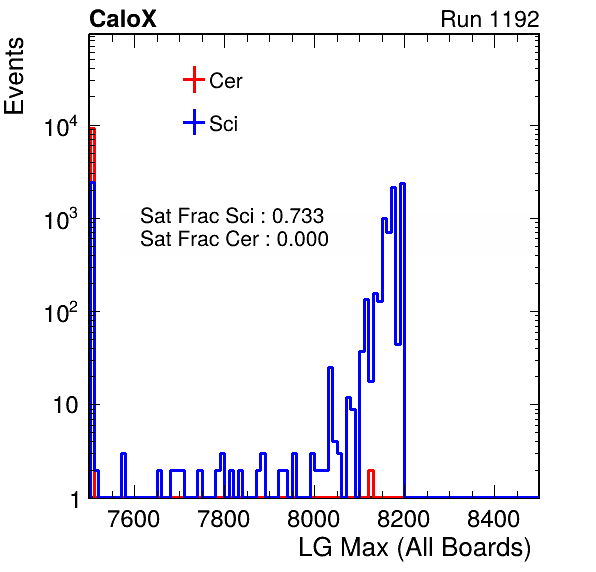 CaloX Run 1192
Events
Cer
Sci
Sat Frac Sci : 0.733
Sat Frac Cer : 0.000
10⁴
10³
10²
10
1
7600 7800 8000 8200 8400
LG Max (All Boards)